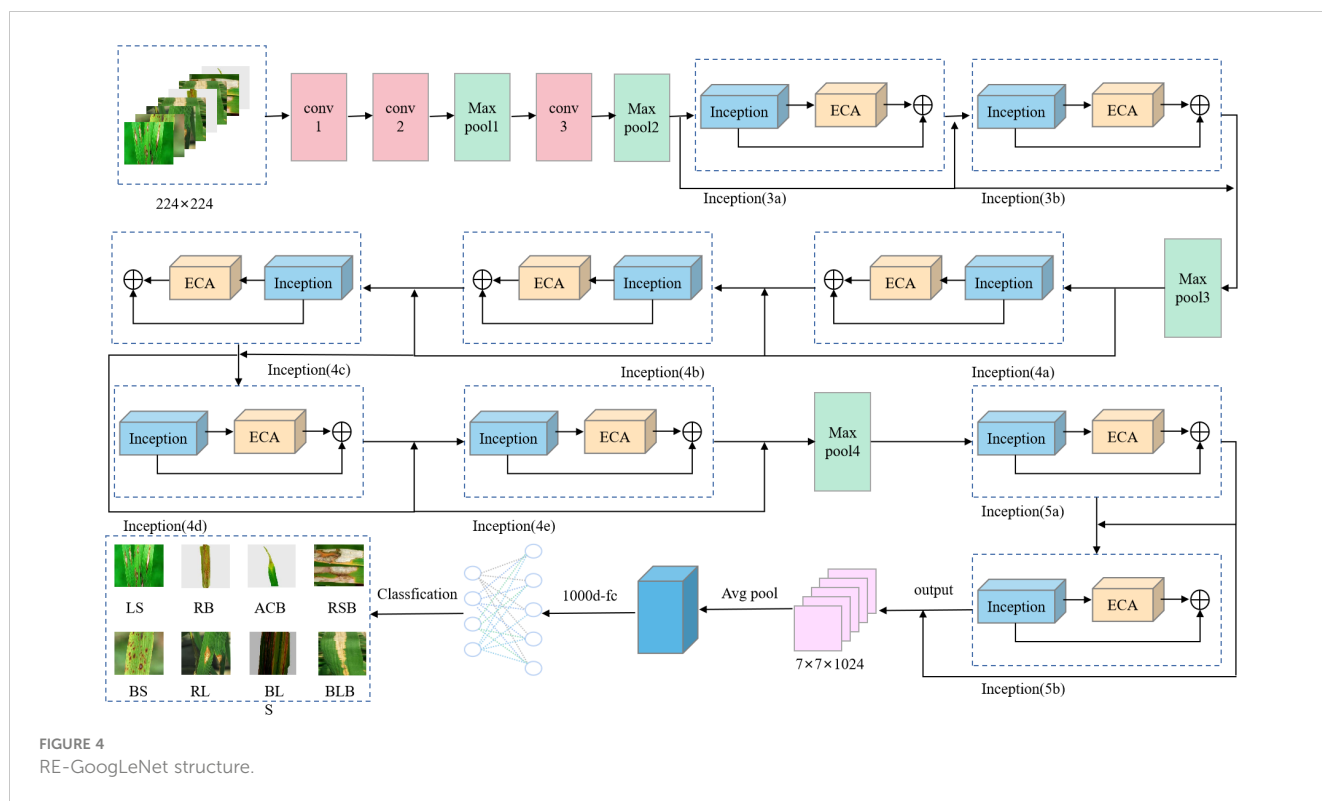 conv
1
conv
2
Max
pool1
conv
3
Max
pool2
Inception
ECA
Inception
ECA
224×224
Inception(3a)
Inception(3b)
ECA
Inception
ECA
Inception
ECA
Inception
Max
pool3
Inception(4c)
Inception(4b)
Inception(4a)
Inception
ECA
Inception
ECA
Max
pool4
Inception
ECA
Inception(4d)
Inception(4e)
Inception(5a)
LS
RB
ACB
RSB
BS
RL
BL
S
BLB
Classfication
1000d-fc
Avg pool
7×7×1024
output
Inception
ECA
Inception(5b)
FIGURE 4
RE-GoogLeNet structure.